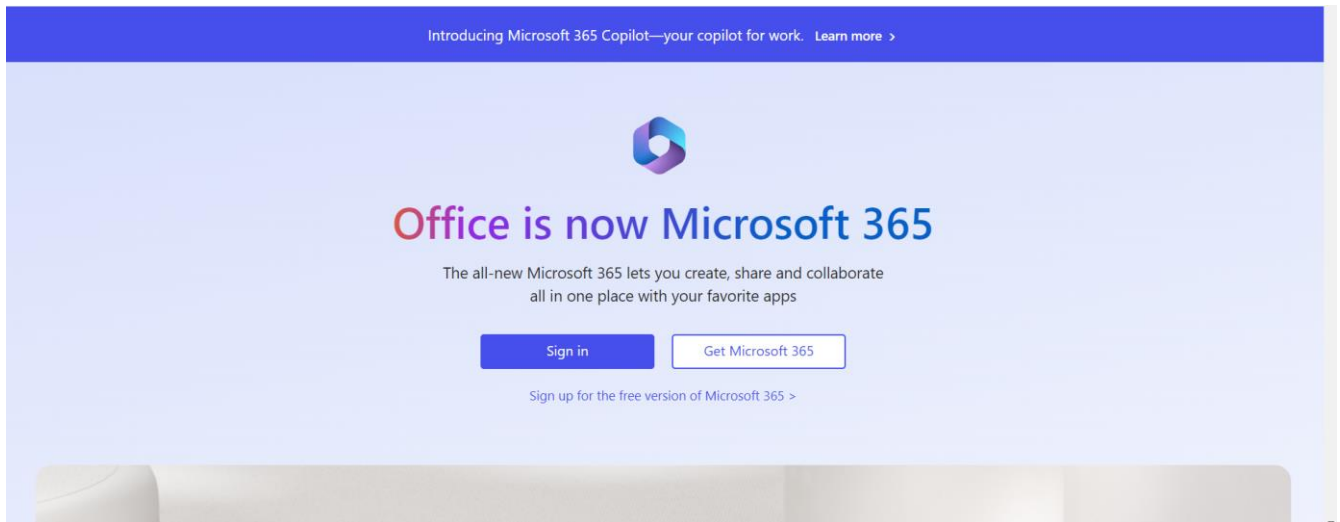 Introducing Microsoft 365 Copilot—your copilot for work. Learn more >
Office is now Microsoft 365
The all-new Microsoft 365 lets you create, share and collaborate
all in one place with your favorite apps
Sign in
Get Microsoft 365
Sign up for the free version of Microsoft 365 >